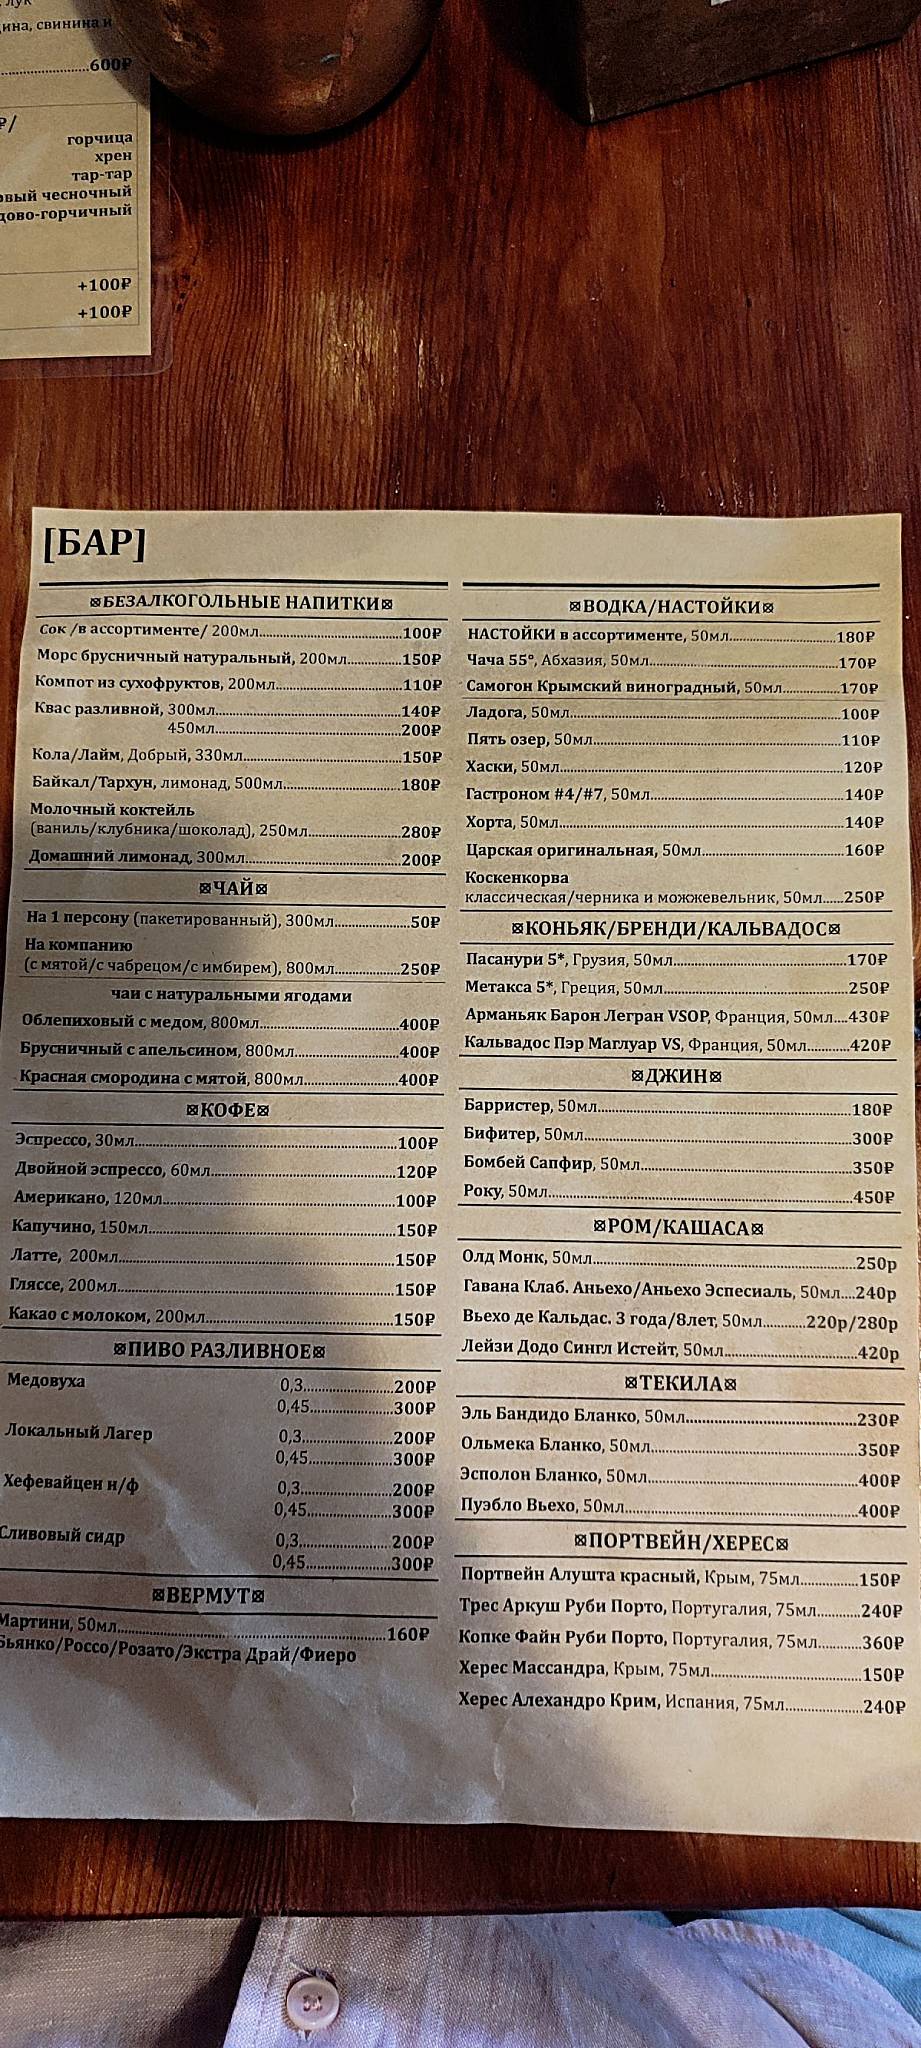 600₽
горчица
хрен
тар-тар
чесночный
+100₽
+100₽
[БАР]
БЕЗАЛКОГОЛЬНЫЕ НАПИТКИ
Сок /в ассортименте/ 200мл 100₽
Морс брусничный натуральный, 200мл 150₽
Компот из сухофруктов, 200мл 110₽
Квас разливной, 300мл 140₽
450мл 200₽
Кола/Лайм, Добрый, 330мл 150₽
Байкал/Тархун, лимонад, 500мл 180₽
Молочный коктейль
(ваниль/клубника/шоколад), 250мл 280₽
Домашний лимонад, 300мл 200₽
ЧАЙ
На 1 персону (пакетированный), 300мл 50₽
На компанию
(с мятой/с чабрецом/с имбирем), 800мл 250₽
чаи с натуральными ягодами
Облепиховый с медом, 800мл 400₽
Брусничный с апельсином, 800мл 400₽
Красная смородина с мятой, 800мл 400₽
КОФЕ
Эспрессо, 30мл 100₽
Двойной эспрессо, 60мл 120₽
Американо, 120мл 100₽
Капучино, 150мл 150₽
Латте, 200мл 150₽
Гляссе, 200мл 150₽
Какао с молоком, 200мл 150₽
ПИВО РАЗЛИВНОЕ
Медовуха 0,3 200₽
0,45 300₽
Локальный Лагер 0,3 200₽
0,45 300₽
Хефевайцен н/ф 0,3 200₽
0,45 300₽
Сливовый сидр 0,3 200₽
0,45 300₽
ВЕРМУТ
Мартини, 50мл 160₽
Бьянко/Россо/Розато/Экстра Драй/Фиеро
ВОДКА/НАСТОЙКИ
НАСТОЙКИ в ассортименте, 50мл 180₽
Чача 55°, Абхазия, 50мл 170₽
Самогон Крымский виноградный, 50мл 170₽
Ладога, 50мл 100₽
Пять озер, 50мл 110₽
Хаски, 50мл 120₽
Гастроном #4/#7, 50мл 140₽
Хорта, 50мл 140₽
Царская оригинальная, 50мл 160₽
Коскенкорва
классическая/черника и можжевельник, 50мл 250₽
КОНЬЯК/БРЕНДИ/КАЛЬВАДОС
Пасанури 5*, Грузия, 50мл 170₽
Метакса 5*, Греция, 50мл 250₽
Арманьяк Барон Легран VSOP, Франция, 50мл 430₽
Кальвадос Пэр Маглуар VS, Франция, 50мл 420₽
ДЖИН
Барристер, 50мл 180₽
Бифитер, 50мл 300₽
Бомбей Сапфир, 50мл 350₽
Року, 50мл 450₽
РОМ/КАШАСА
Олд Монк, 50мл 250р
Гавана Клаб. Аньехо/Аньехо Эспесиаль, 50мл 240р
Вьехо де Кальдас. 3 года/8лет, 50мл 220р/280р
Лейзи Додо Сингл Истейт, 50мл 420р
ТЕКИЛА
Эль Бандидо Бланко, 50мл 230₽
Ольмека Бланко, 50мл 350₽
Эсполон Бланко, 50мл 400₽
Пуэбло Вьехо, 50мл 400₽
ПОРТВЕЙН/ХЕРЕС
Портвейн Алушта красный, Крым, 75мл 150₽
Трес Аркуш Руби Порто, Португалия, 75мл 240₽
Копке Файн Руби Порто, Португалия, 75мл 360₽
Херес Массандра, Крым, 75мл 150₽
Херес Алехандро Крим, Испания, 75мл 240₽